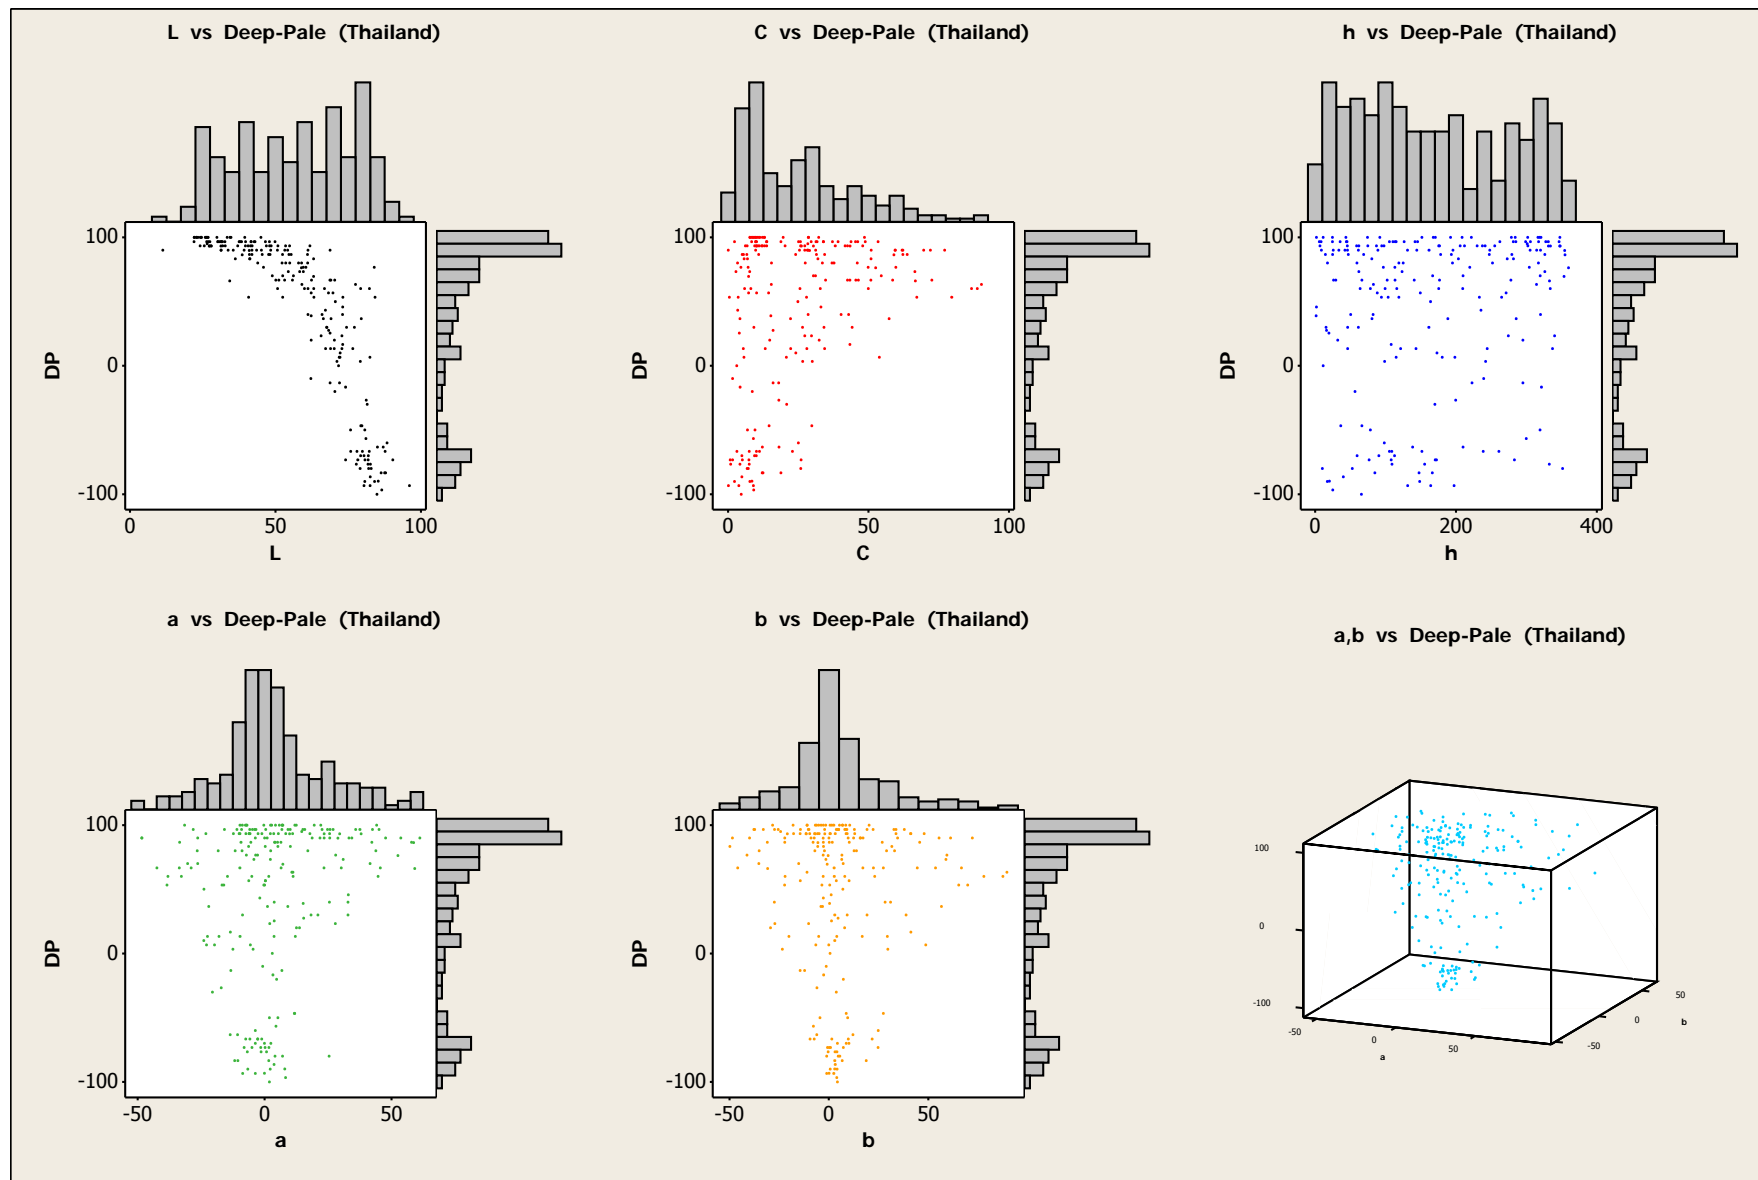 L vs Deep-Pale (Thailand)
C vs Deep-Pale (Thailand)
h vs Deep-Pale (Thailand)
100
0
-100
DP
0
50
100
L
100
0
-100
DP
0
50
100
C
100
0
-100
DP
0
200
400
h
a vs Deep-Pale (Thailand)
b vs Deep-Pale (Thailand)
a,b vs Deep-Pale (Thailand)
100
0
-100
DP
-50
0
50
a
100
0
-100
DP
-50
0
50
b
100
0
-100
-50
0
50
a
-50
0
50
b